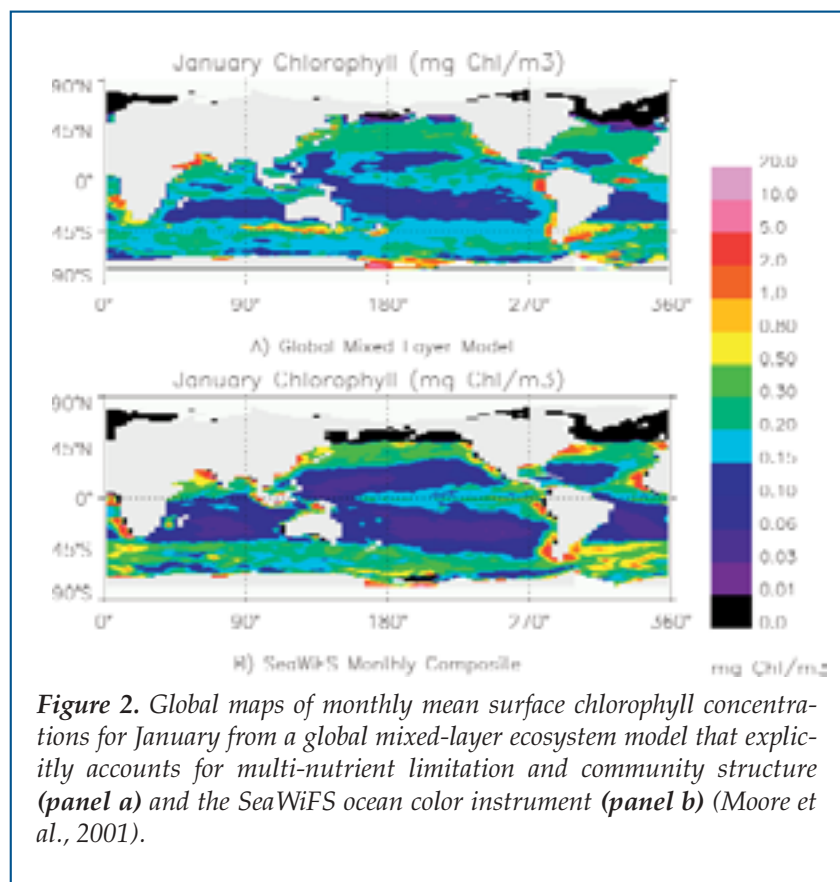 January Chlorophyll (mg Chl/m3)
90°N
45°N
0°
45°S
90°S
0° 90° 180° 270° 360°
A) Global Mixed Layer Model
January Chlorophyll (mg Chl/m3)
90°N
45°N
0°
45°S
90°S
0° 90° 180° 270° 360°
B) SeaWiFS Monthly Composite
20.0
10.0
5.0
2.0
1.0
0.80
0.50
0.30
0.20
0.15
0.10
0.06
0.03
0.01
0.0
mg Chl/m3
Figure 2. Global maps of monthly mean surface chlorophyll concentra-
tions for January from a global mixed-layer ecosystem model that explic-
itly accounts for multi-nutrient limitation and community structure
(panel a) and the SeaWiFS ocean color instrument (panel b) (Moore et
al., 2001).